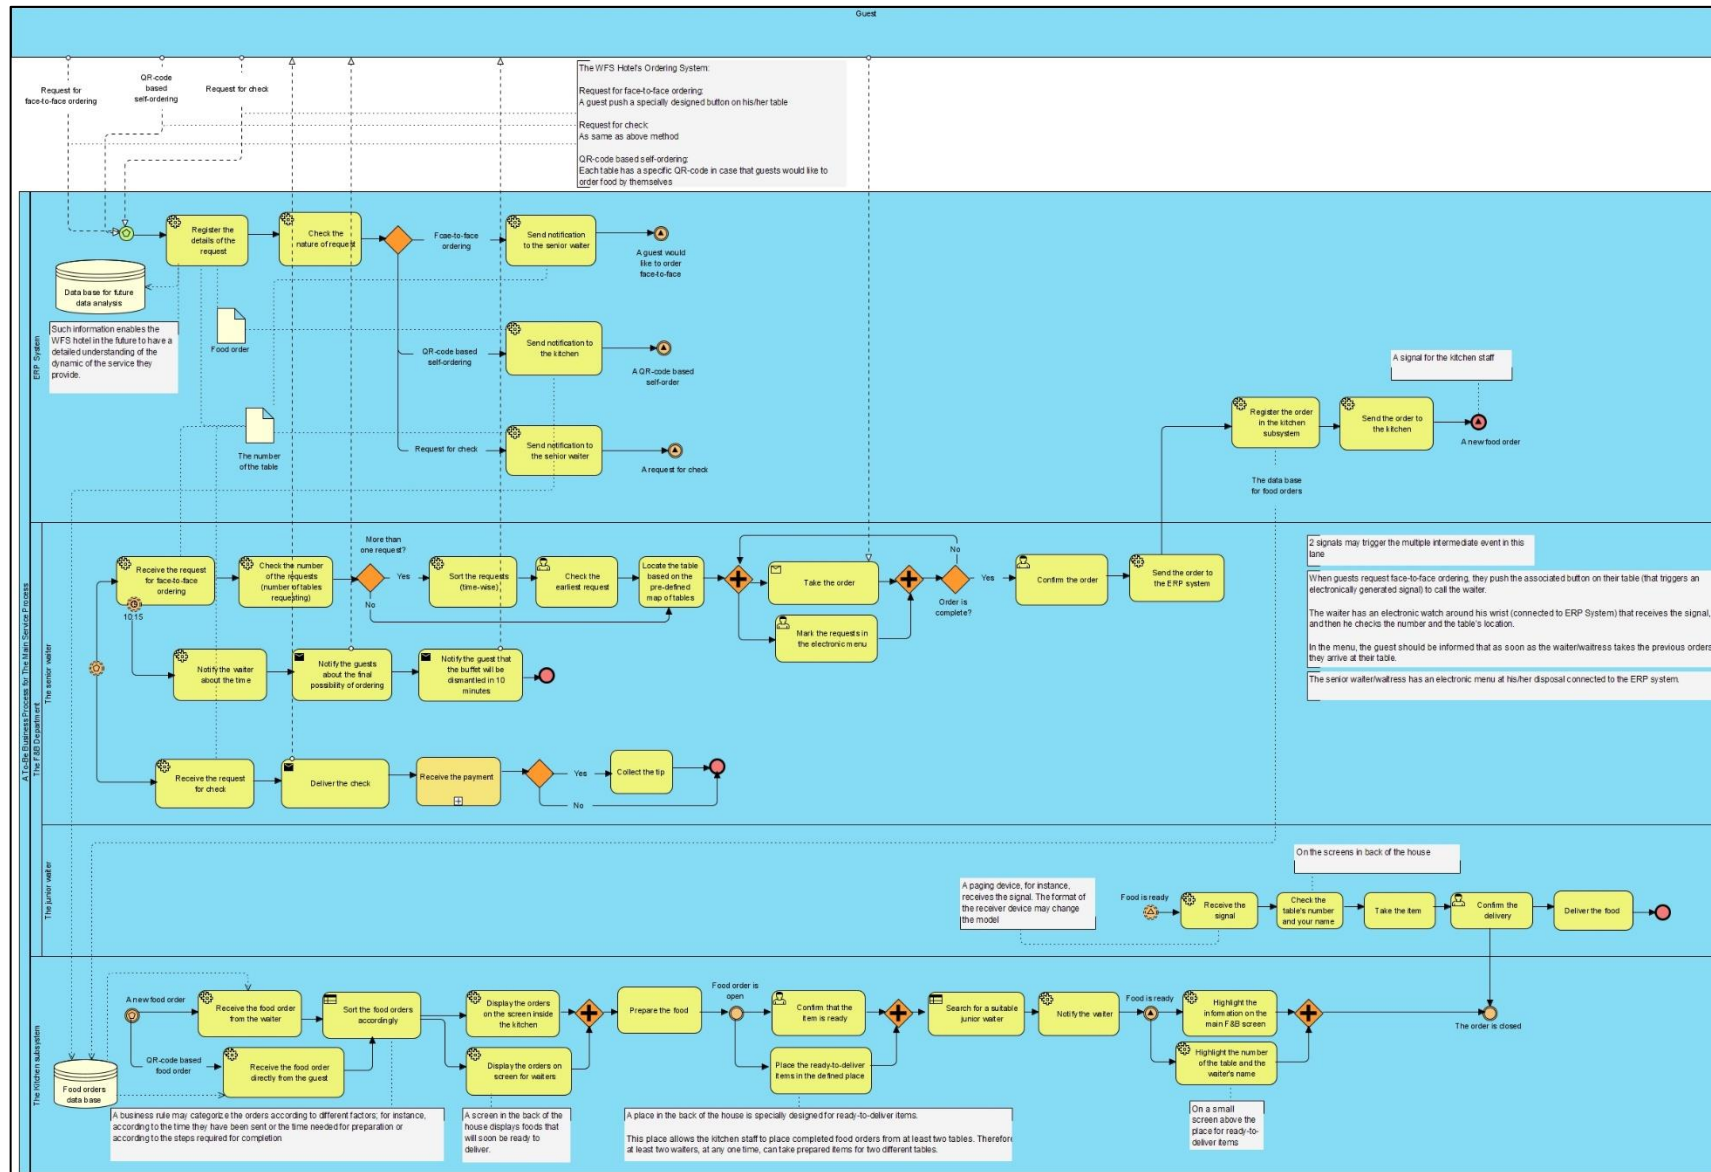 Guest
Request for
face-to-face ordering
QR-code
based
self-ordering
Request for check
The WFS Hotel's Ordering System:
Request for face-to-face ordering:
A guest push a specially designed button on his/her table
Request for check:
As same as above method
QR-code based self-ordering:
Each table has a specific QR-code in case that guests would like to
order food by themselves
A To-Be Business Process for The Main Service Process
ERP System
Register the
details of the
request
Check the
nature of request
Fcae-to-face
ordering
Send notification
to the senior waiter
A guest would
like to order
face-to-face
Data base for future
data analysis
Such information enables the
WFS hotel in the future to have a
detailed understanding of the
dynamic of the service they
provide.
Food order
QR-code based
self-ordering
Send notification to
the kitchen
A QR-code based
self-order
The number
of the table
Request for check
Send notification to
the senior waiter
A request for check
A signal for the kitchen staff
Register the order
in the kitchen
subsystem
Send the order to
the kitchen
A new food order
The data base
for food orders
The F&B Department
The senior waiter
Receive the request
for face-to-face
ordering
10:15
Check the number
of the requests
(number of tables
requesting)
More than
one request?
Yes
No
Sort the requests
(time-wise)
Check the
earliest request
Locate the table
based on the
pre-defined
map of tables
Take the order
Mark the requests in
the electronic menu
No
Order is
complete?
Yes
Confirm the order
Send the order to
the ERP system
2 signals may trigger the multiple intermediate event in this
lane
When guests request face-to-face ordering, they push the associated button on their table (that triggers an
electronically generated signal) to call the waiter.
The waiter has an electronic watch around his wrist (connected to ERP System) that receives the signal,
and then he checks the number and the table's location.
In the menu, the guest should be informed that as soon as the waiter/waitress takes the previous orders
they arrive at their table.
The senior waiter/waitress has an electronic menu at his/her disposal connected to the ERP system.
Notify the waiter
about the time
Notify the guests
about the final
possibility of ordering
Notify the guest that
the buffet will be
dismantled in 10
minutes
Receive the request
for check
Deliver the check
Receive the payment
Yes
No
Collect the tip
The junior waiter
A paging device, for instance,
receives the signal. The format of
the receiver device may change
the model
On the screens in back of the house
Food is ready
Receive the
signal
Check the
table's number
and your name
Take the item
Confirm the
delivery
Deliver the food
The Kitchen subsystem
A new food order
Receive the food order
from the waiter
QR-code based
food order
Receive the food order
directly from the guest
Food orders
data base
Sort the food orders
accordingly
Display the orders
on the screen inside
the kitchen
Display the orders on
screen for waiters
Prepare the food
Food order is
open
Confirm that the
item is ready
Place the ready-to-deliver
items in the defined place
Search for a suitable
junior waiter
Notify the waiter
Food is ready
Highlight the
information on the
main F&B screen
Highlight the number
of the table and the
waiter's name
The order is closed
A business rule may categorize the orders according to different factors; for instance,
according to the time they have been sent or the time needed for preparation or
according to the steps required for completion
A screen in the back of the
house displays foods that
will soon be ready to
deliver.
A place in the back of the house is specially designed for ready-to-deliver items.
This place allows the kitchen staff to place completed food orders from at least two tables. Therefore
at least two waiters, at any one time, can take prepared items for two different tables.
On a small
screen above the
place for ready-to-
deliver items